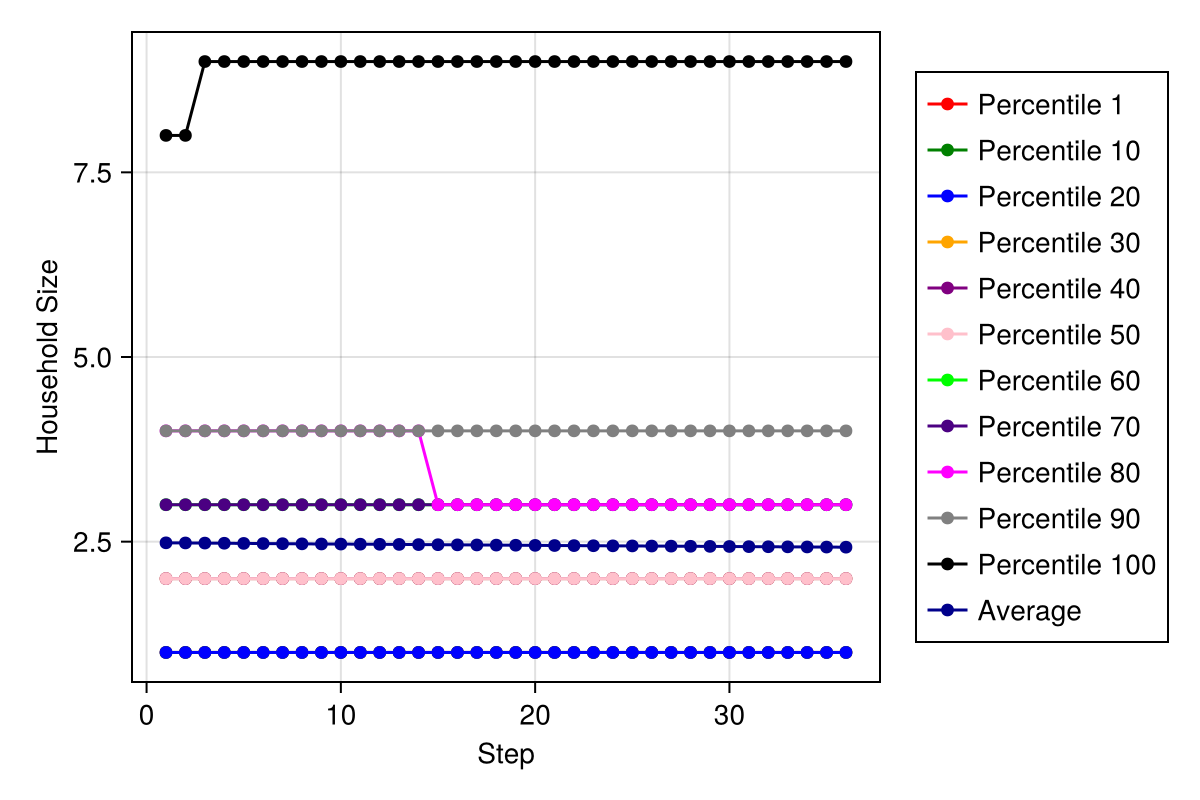 7.5
5.0
2.5
Household Size
0
10
20
30
Step
Percentile 1
Percentile 10
Percentile 20
Percentile 30
Percentile 40
Percentile 50
Percentile 60
Percentile 70
Percentile 80
Percentile 90
Percentile 100
Average